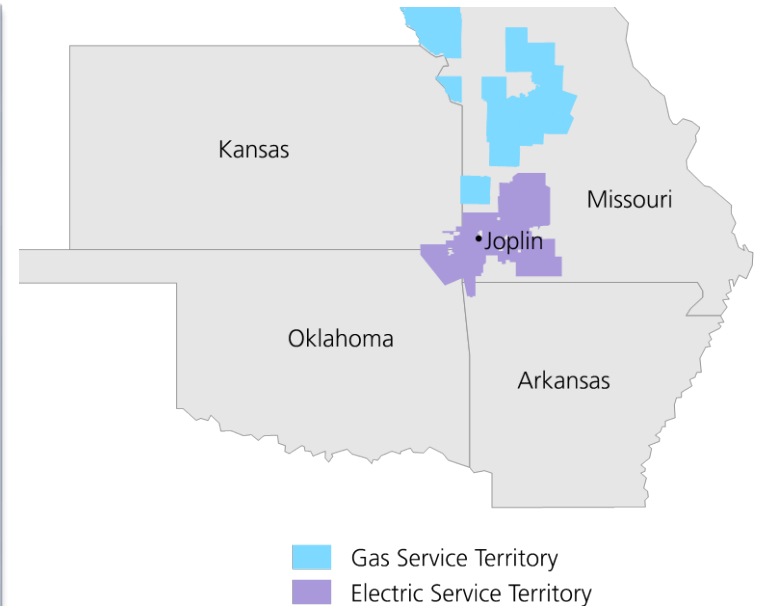 Kansas
Missouri
Joplin
Oklahoma
Arkansas
Gas Service Territory
Electric Service Territory